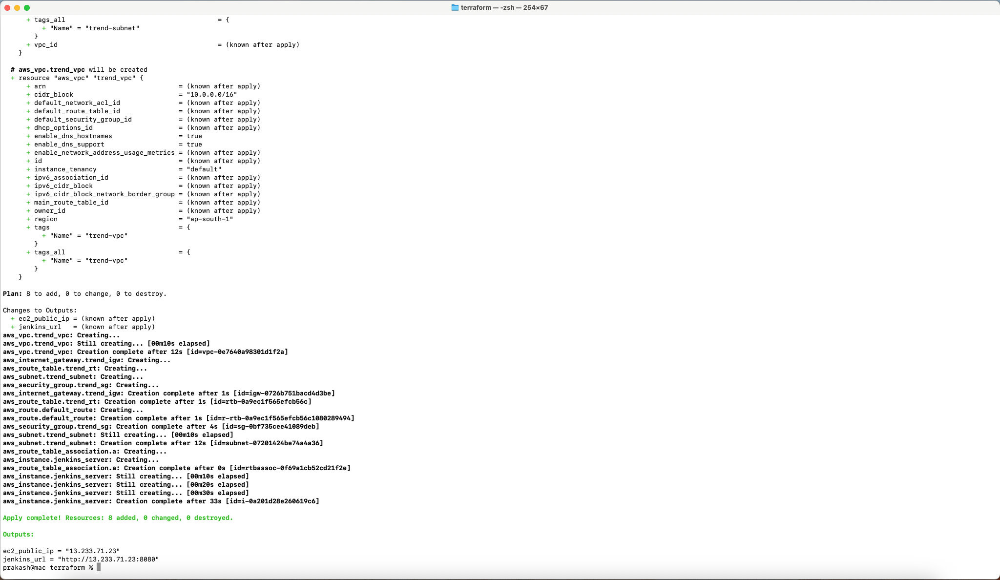 terraform — -zsh — 254×67
      + tags_all                                       = {
          + "Name" = "trend-subnet"
        }
      + vpc_id                                         = (known after apply)
    }

  # aws_vpc.trend_vpc will be created
  + resource "aws_vpc" "trend_vpc" {
      + arn                                  = (known after apply)
      + cidr_block                           = "10.0.0.0/16"
      + default_network_acl_id               = (known after apply)
      + default_route_table_id               = (known after apply)
      + default_security_group_id            = (known after apply)
      + dhcp_options_id                      = (known after apply)
      + enable_dns_hostnames                 = true
      + enable_dns_support                   = true
      + enable_network_address_usage_metrics = (known after apply)
      + id                                   = (known after apply)
      + instance_tenancy                     = "default"
      + ipv6_association_id                  = (known after apply)
      + ipv6_cidr_block                      = (known after apply)
      + ipv6_cidr_block_network_border_group = (known after apply)
      + main_route_table_id                  = (known after apply)
      + owner_id                             = (known after apply)
      + region                               = "ap-south-1"
      + tags                                 = {
          + "Name" = "trend-vpc"
        }
      + tags_all                             = {
          + "Name" = "trend-vpc"
        }
    }

Plan: 8 to add, 0 to change, 0 to destroy.

Changes to Outputs:
  + ec2_public_ip = (known after apply)
  + jenkins_url   = (known after apply)
aws_vpc.trend_vpc: Creating...
aws_vpc.trend_vpc: Still creating... [00m10s elapsed]
aws_vpc.trend_vpc: Creation complete after 12s [id=vpc-0e7640a98301d1f2a]
aws_internet_gateway.trend_igw: Creating...
aws_route_table.trend_rt: Creating...
aws_subnet.trend_subnet: Creating...
aws_security_group.trend_sg: Creating...
aws_internet_gateway.trend_igw: Creation complete after 1s [id=igw-0726b751bacd4d3be]
aws_route_table.trend_rt: Creation complete after 1s [id=rtb-0a9ec1f565efcb56c]
aws_route.default_route: Creating...
aws_route.default_route: Creation complete after 1s [id=r-rtb-0a9ec1f565efcb56c1080289494]
aws_security_group.trend_sg: Creation complete after 4s [id=sg-0bf735cee41089deb]
aws_subnet.trend_subnet: Still creating... [00m10s elapsed]
aws_subnet.trend_subnet: Creation complete after 12s [id=subnet-07201424be74a4a36]
aws_route_table_association.a: Creating...
aws_instance.jenkins_server: Creating...
aws_route_table_association.a: Creation complete after 0s [id=rtbassoc-0f69a1cb52cd21f2e]
aws_instance.jenkins_server: Still creating... [00m10s elapsed]
aws_instance.jenkins_server: Still creating... [00m20s elapsed]
aws_instance.jenkins_server: Still creating... [00m30s elapsed]
aws_instance.jenkins_server: Creation complete after 33s [id=i-0a201d28e260619c6]

Apply complete! Resources: 8 added, 0 changed, 0 destroyed.

Outputs:

ec2_public_ip = "13.233.71.23"
jenkins_url = "http://13.233.71.23:8080"
prakash@mac terraform %